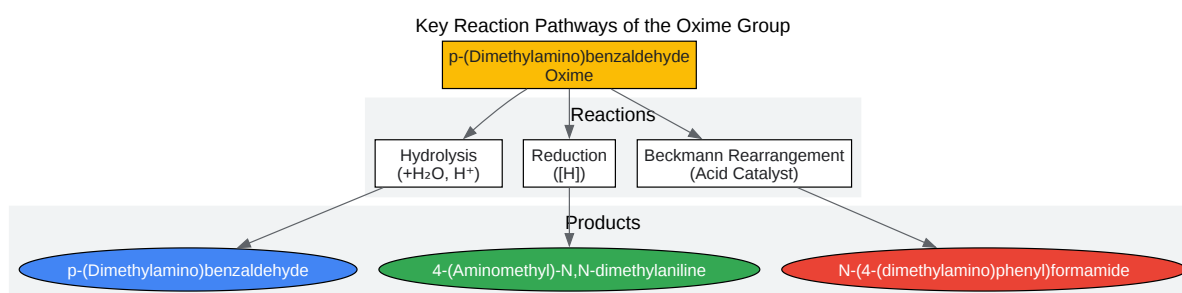 Key Reaction Pathways of the Oxime Group
p-(Dimethylamino)benzaldehyde
Oxime
Reactions
Hydrolysis
(+H₂O, H⁺)
Reduction
([H])
Beckmann Rearrangement
(Acid Catalyst)
Products
p-(Dimethylamino)benzaldehyde
4-(Aminomethyl)-N,N-dimethylaniline
N-(4-(dimethylamino)phenyl)formamide